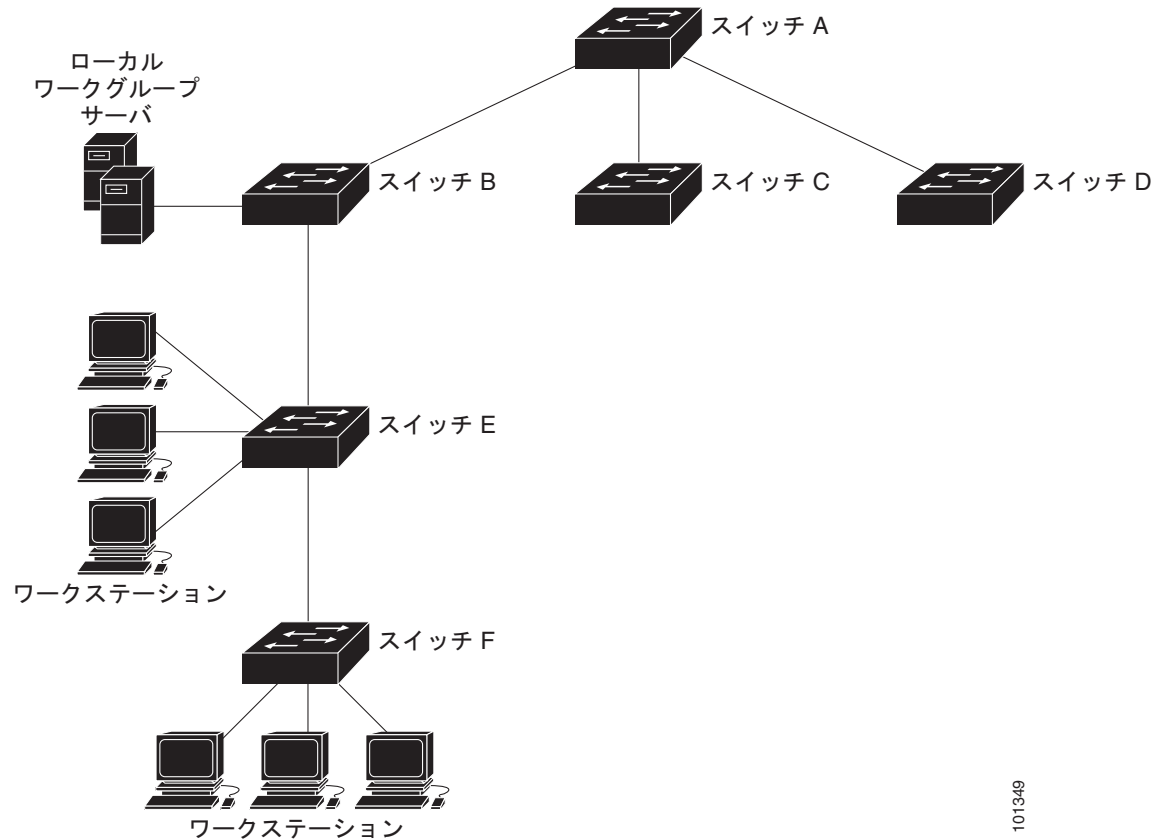 スイッチ A
ローカル
ワークグループ
サーバ
スイッチ B
スイッチ C
スイッチ D
スイッチ E
ワークステーション
スイッチ F
ワークステーション
101349